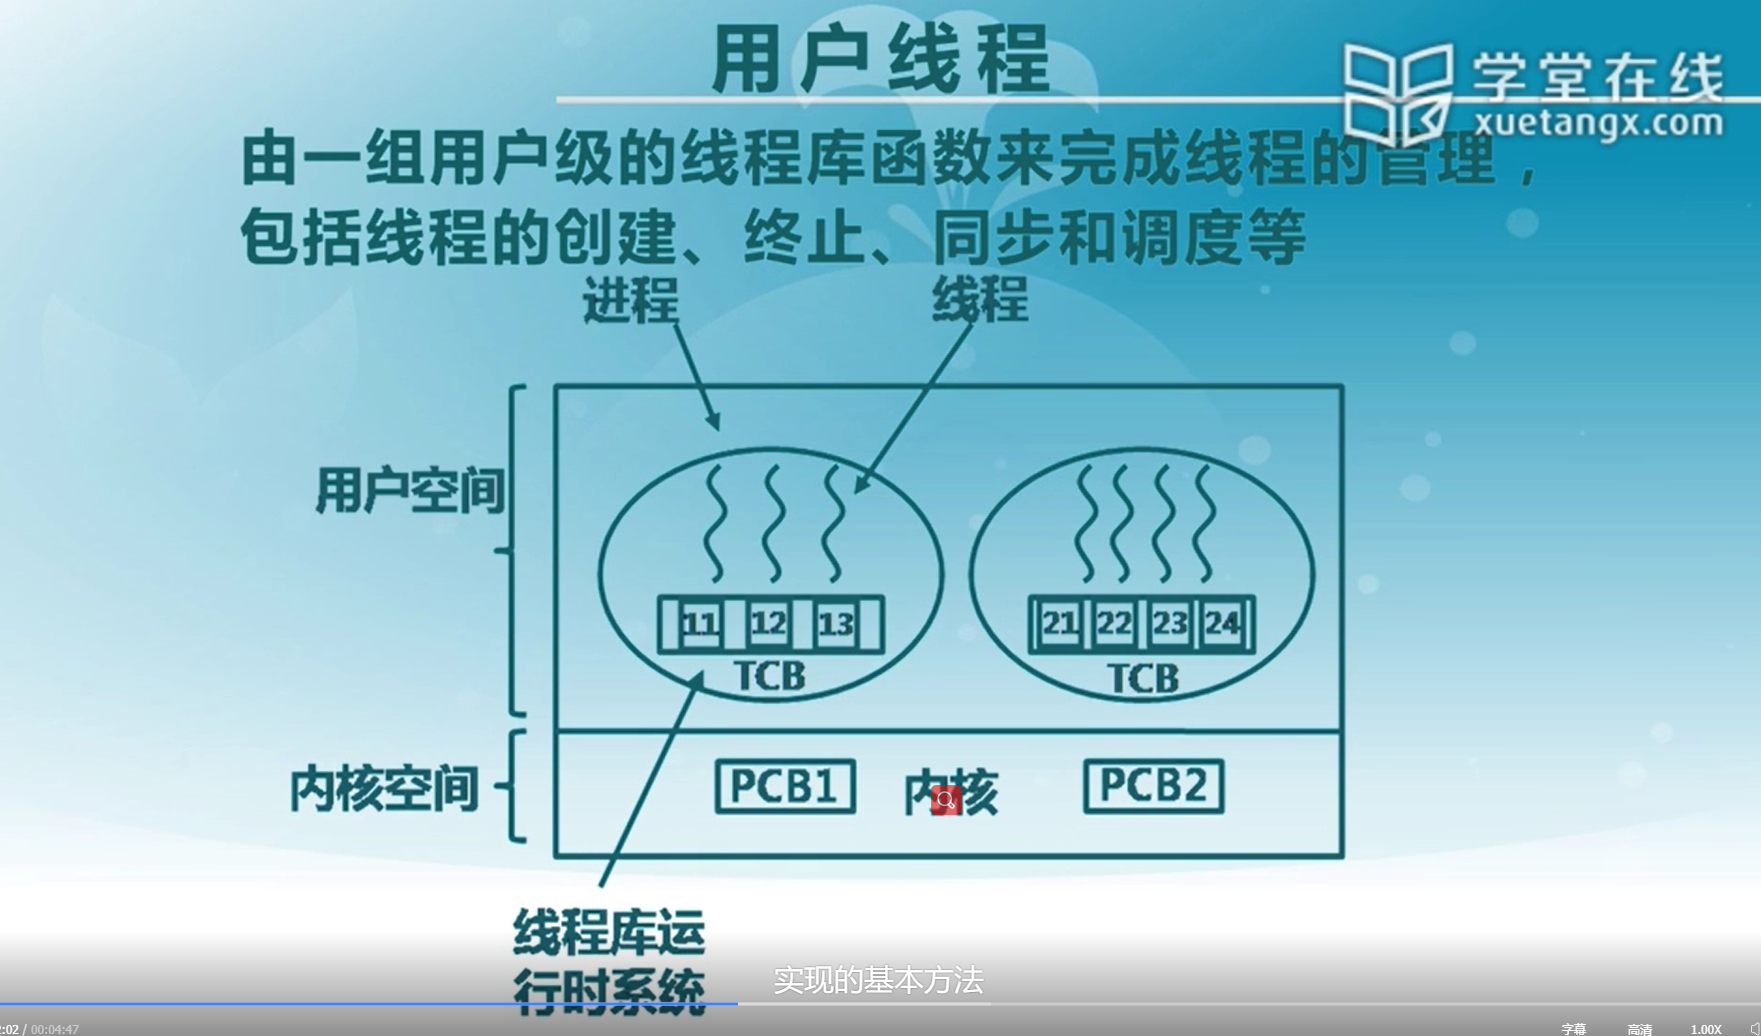 用户线程
学堂在线
xuetangx.com
由一组用户级的线程库函数来完成线程的管理，
包括线程的创建、终止、同步和调度等
进程
线程
用户空间
11 12 13
TCB
21 22 23 24
TCB
内核空间
PCB1
内核
PCB2
线程库运
行时系统
实现的基本方法
:02 / 00:04:47
字幕
高清
1.00X